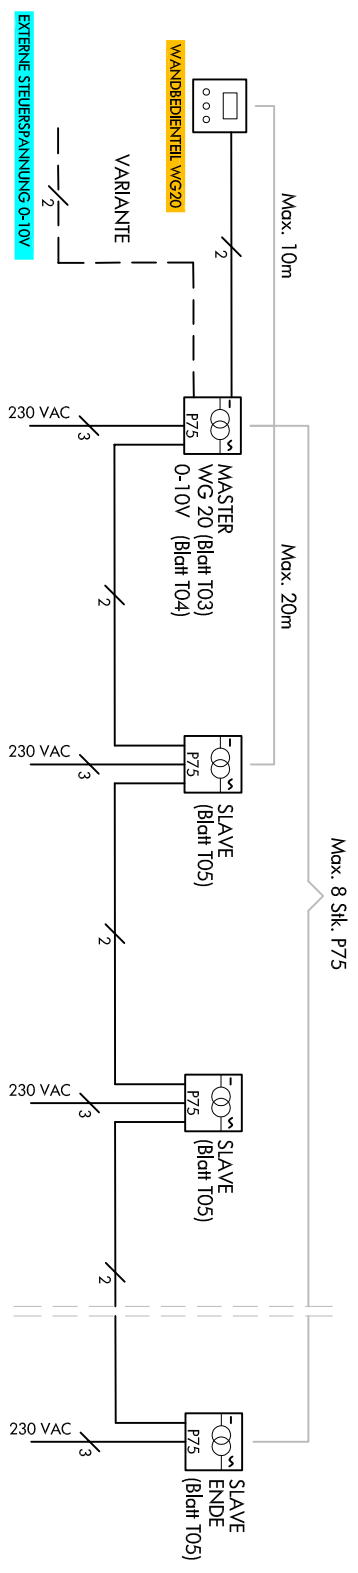 EXTERNE STEUERSPANNUNG 0-10V
WANDBEDIENTEIL WG20
VARIANTE
2
2
Max. 10m
230 VAC
3
P75
MASTER
WG 20 (Blatt T03)
0-10V (Blatt T04)
2
Max. 20m
230 VAC
3
P75
SLAVE
(Blatt T05)
Max. 8 Stk. P75
2
230 VAC
3
P75
SLAVE
(Blatt T05)
2
230 VAC
3
P75
SLAVE
ENDE
(Blatt T05)